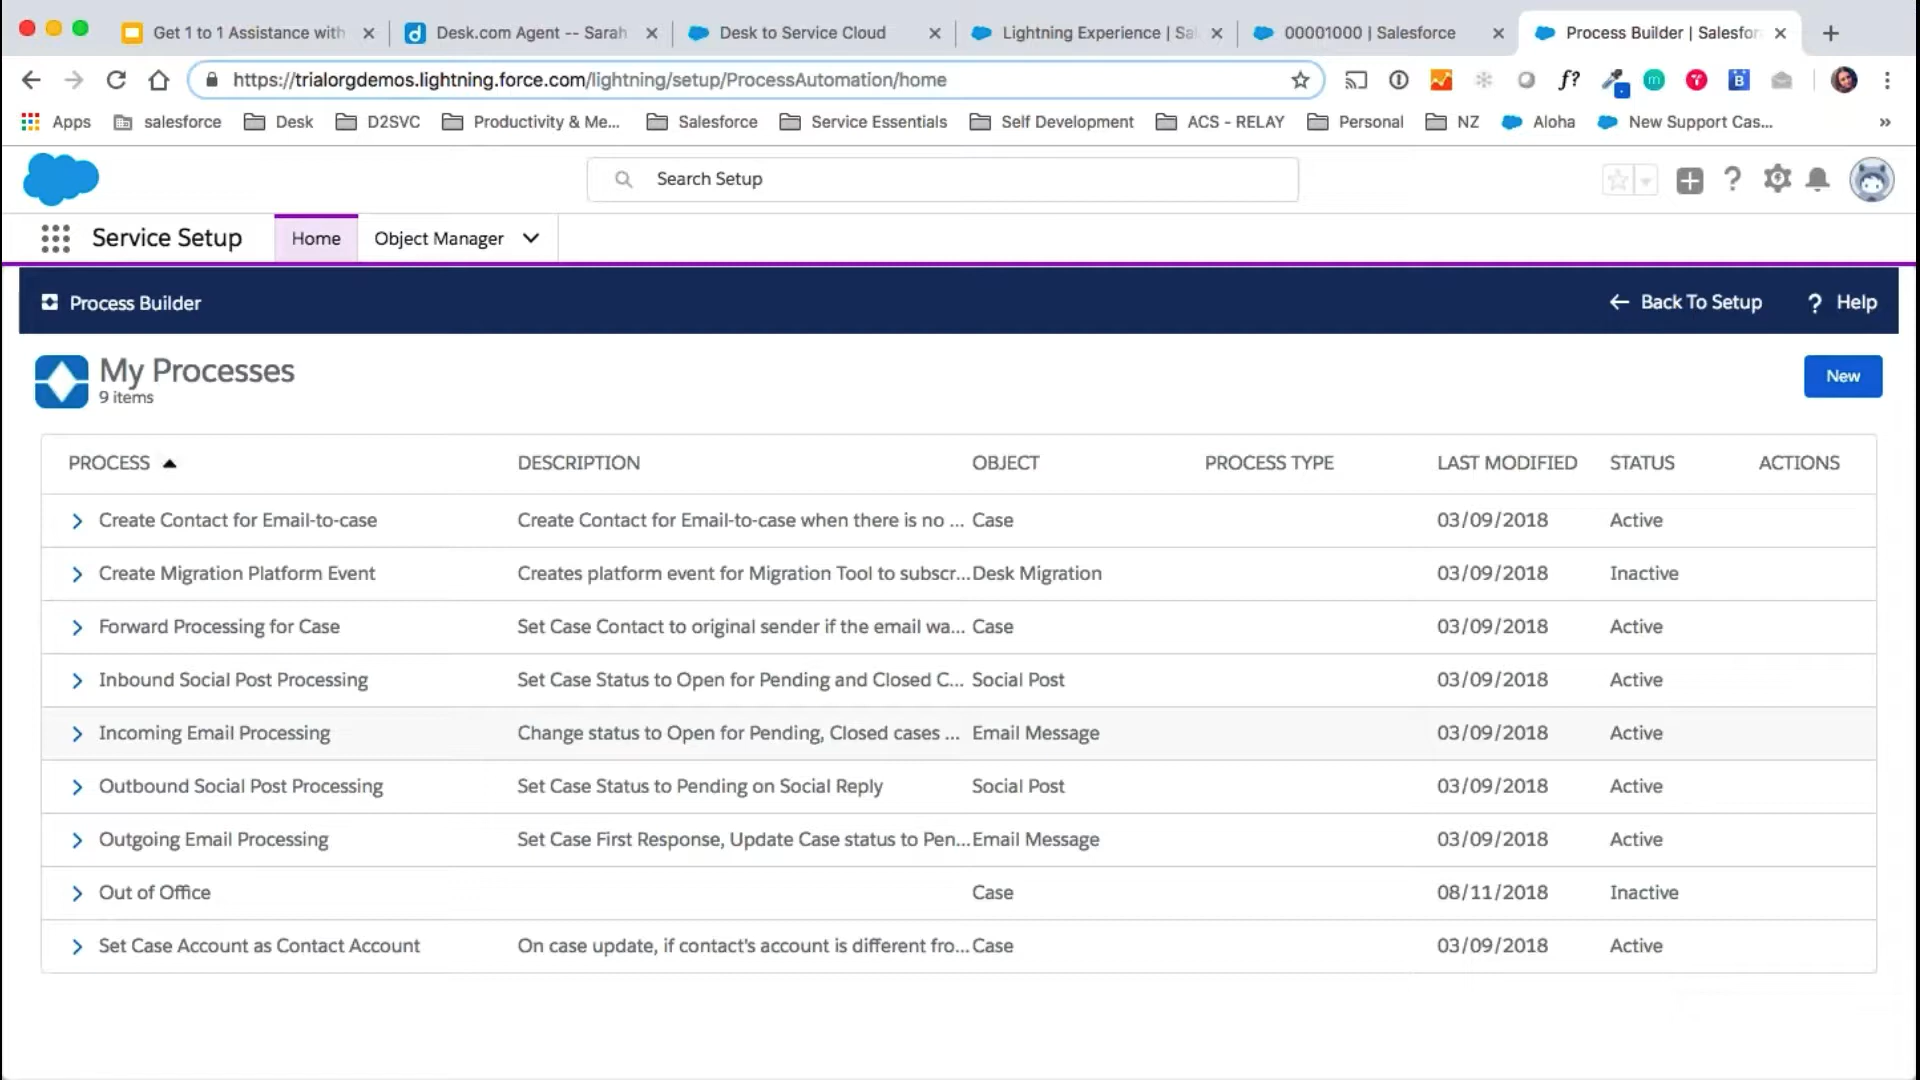 Get 1 to 1 Assistance with
Desk.com Agent -- Sarah
Desk to Service Cloud
Lightning Experience | Sal
00001000 | Salesforce
Process Builder | Salesfor
https://trialorgdemos.lightning.force.com/lightning/setup/ProcessAutomation/home
Apps
salesforce
Desk
D2SVC
Productivity & Me...
Salesforce
Service Essentials
Self Development
ACS - RELAY
Personal
NZ
Aloha
New Support Cas...
»
Search Setup
Service Setup
Home
Object Manager
Process Builder
Back To Setup
? Help
My Processes
9 items
New
PROCESS DESCRIPTION OBJECT PROCESS TYPE LAST MODIFIED STATUS ACTIONS
Create Contact for Email-to-case Create Contact for Email-to-case when there is no ... Case 03/09/2018 Active
Create Migration Platform Event Creates platform event for Migration Tool to subscr... Desk Migration 03/09/2018 Inactive
Forward Processing for Case Set Case Contact to original sender if the email wa... Case 03/09/2018 Active
Inbound Social Post Processing Set Case Status to Open for Pending and Closed C... Social Post 03/09/2018 Active
Incoming Email Processing Change status to Open for Pending, Closed cases ... Email Message 03/09/2018 Active
Outbound Social Post Processing Set Case Status to Pending on Social Reply Social Post 03/09/2018 Active
Outgoing Email Processing Set Case First Response, Update Case status to Pen... Email Message 03/09/2018 Active
Out of Office Case 08/11/2018 Inactive
Set Case Account as Contact Account On case update, if contact's account is different fro... Case 03/09/2018 Active